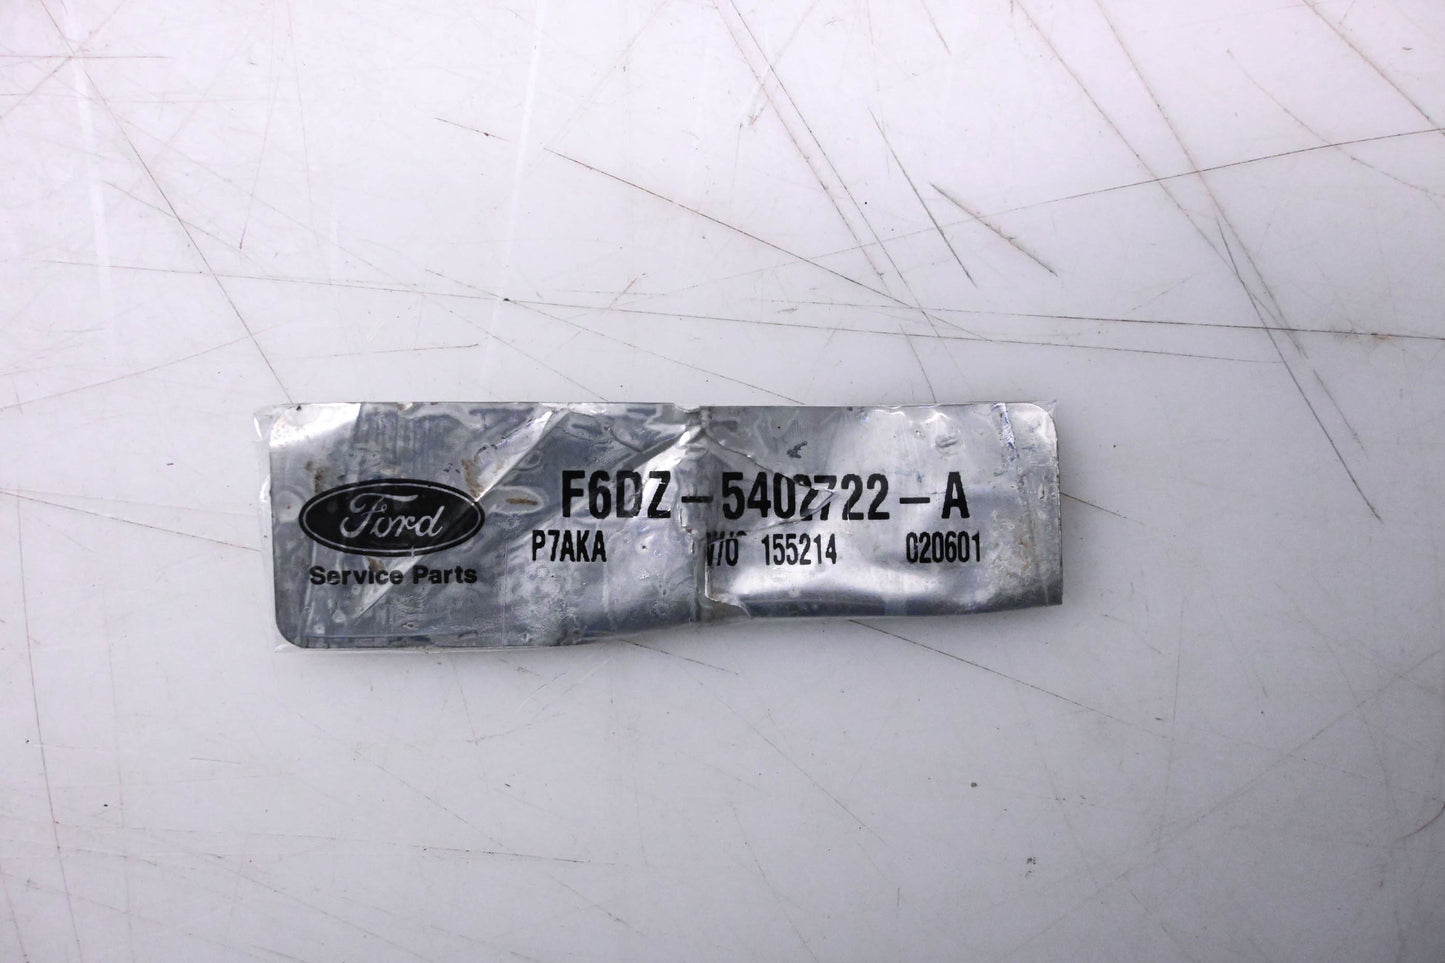 F6DZ-5402722-A
Ford
P7AKA W/O 155214 020601
Service Parts